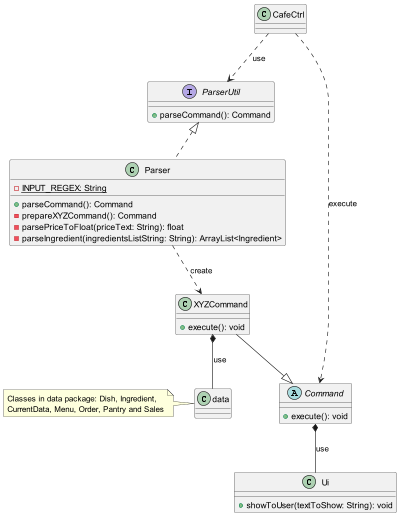 C CafeCtrl
use
I ParserUtil
parseCommand(): Command
C Parser
INPUT_REGEX: String
parseCommand(): Command
prepareXYZCommand(): Command
parsePriceToFloat(priceText: String): float
parseIngredient(ingredientsListString: String): ArrayList<Ingredient>
execute
create
C XYZCommand
execute(): void
use
Classes in data package: Dish, Ingredient,
CurrentData, Menu, Order, Pantry and Sales
C data
A Command
execute(): void
use
C Ui
showToUser(textToShow: String): void